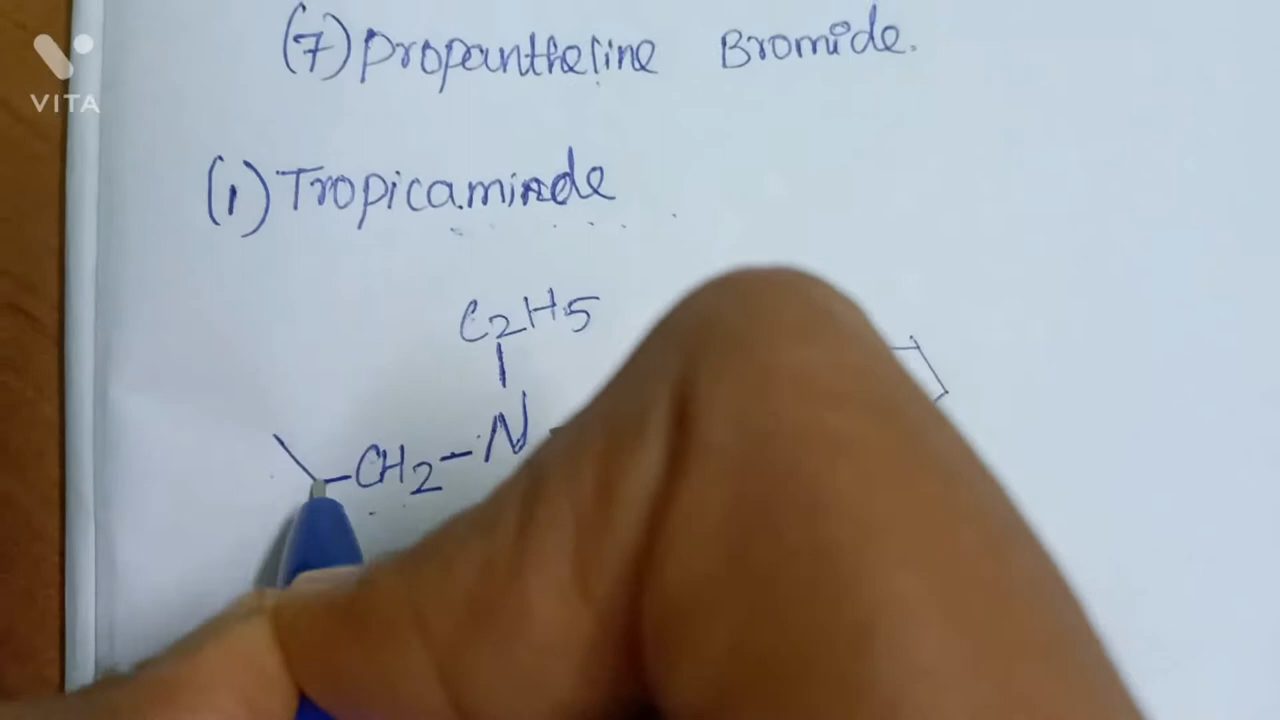 VITA
(7) Propantheline Bromide.
(1) Tropicamide
C2H5
CH2-N